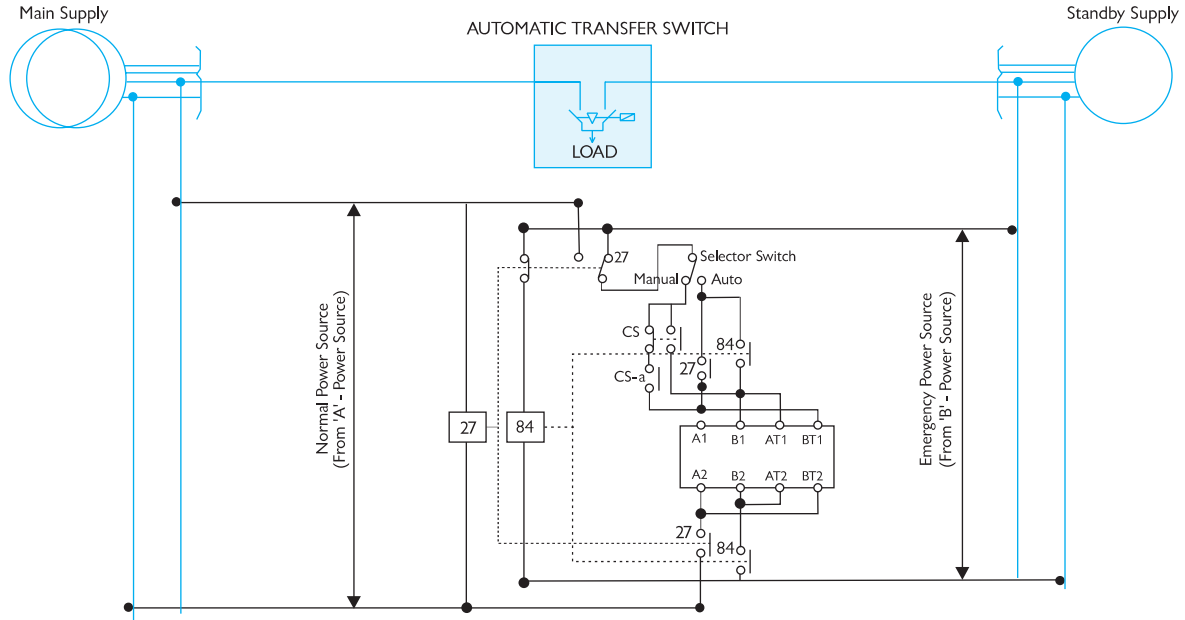 Main Supply
Standby Supply
AUTOMATIC TRANSFER SWITCH
LOAD
27
Selector Switch
Manual
Auto
CS
84
27
CS-a
Normal Power Source
(From 'A' - Power Source)
Emergency Power Source
(From 'B' - Power Source)
27
84
A1
B1
AT1
BT1
A2
B2
AT2
BT2
27
84